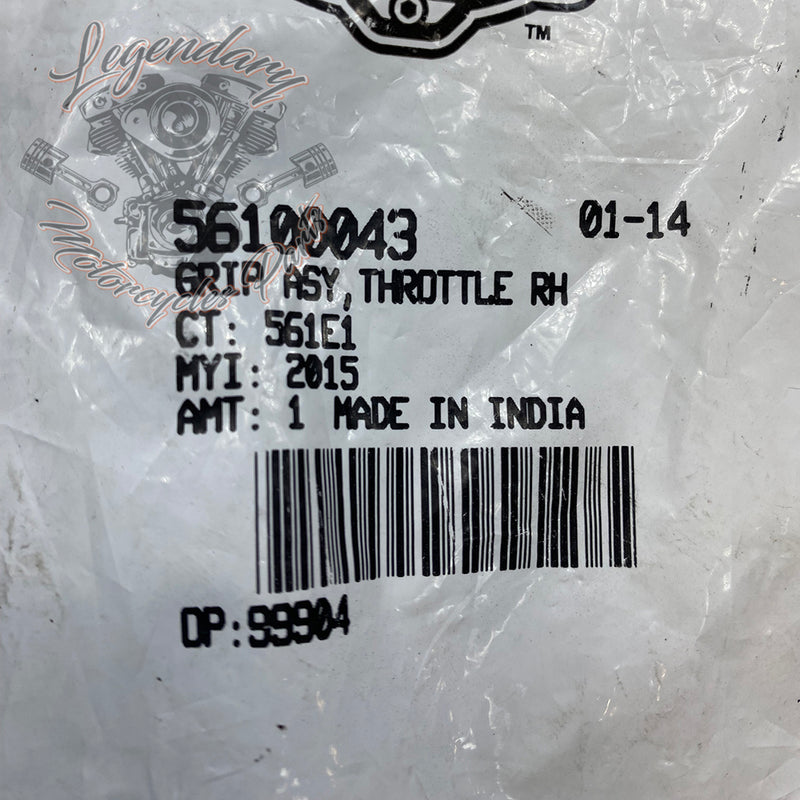 TM
Legendary
Motorcycles Parts
56100043 01-14
GRIP ASY, THROTTLE RH
CT: 561E1
MYI: 2015
AMT: 1 MADE IN INDIA
OP:99904